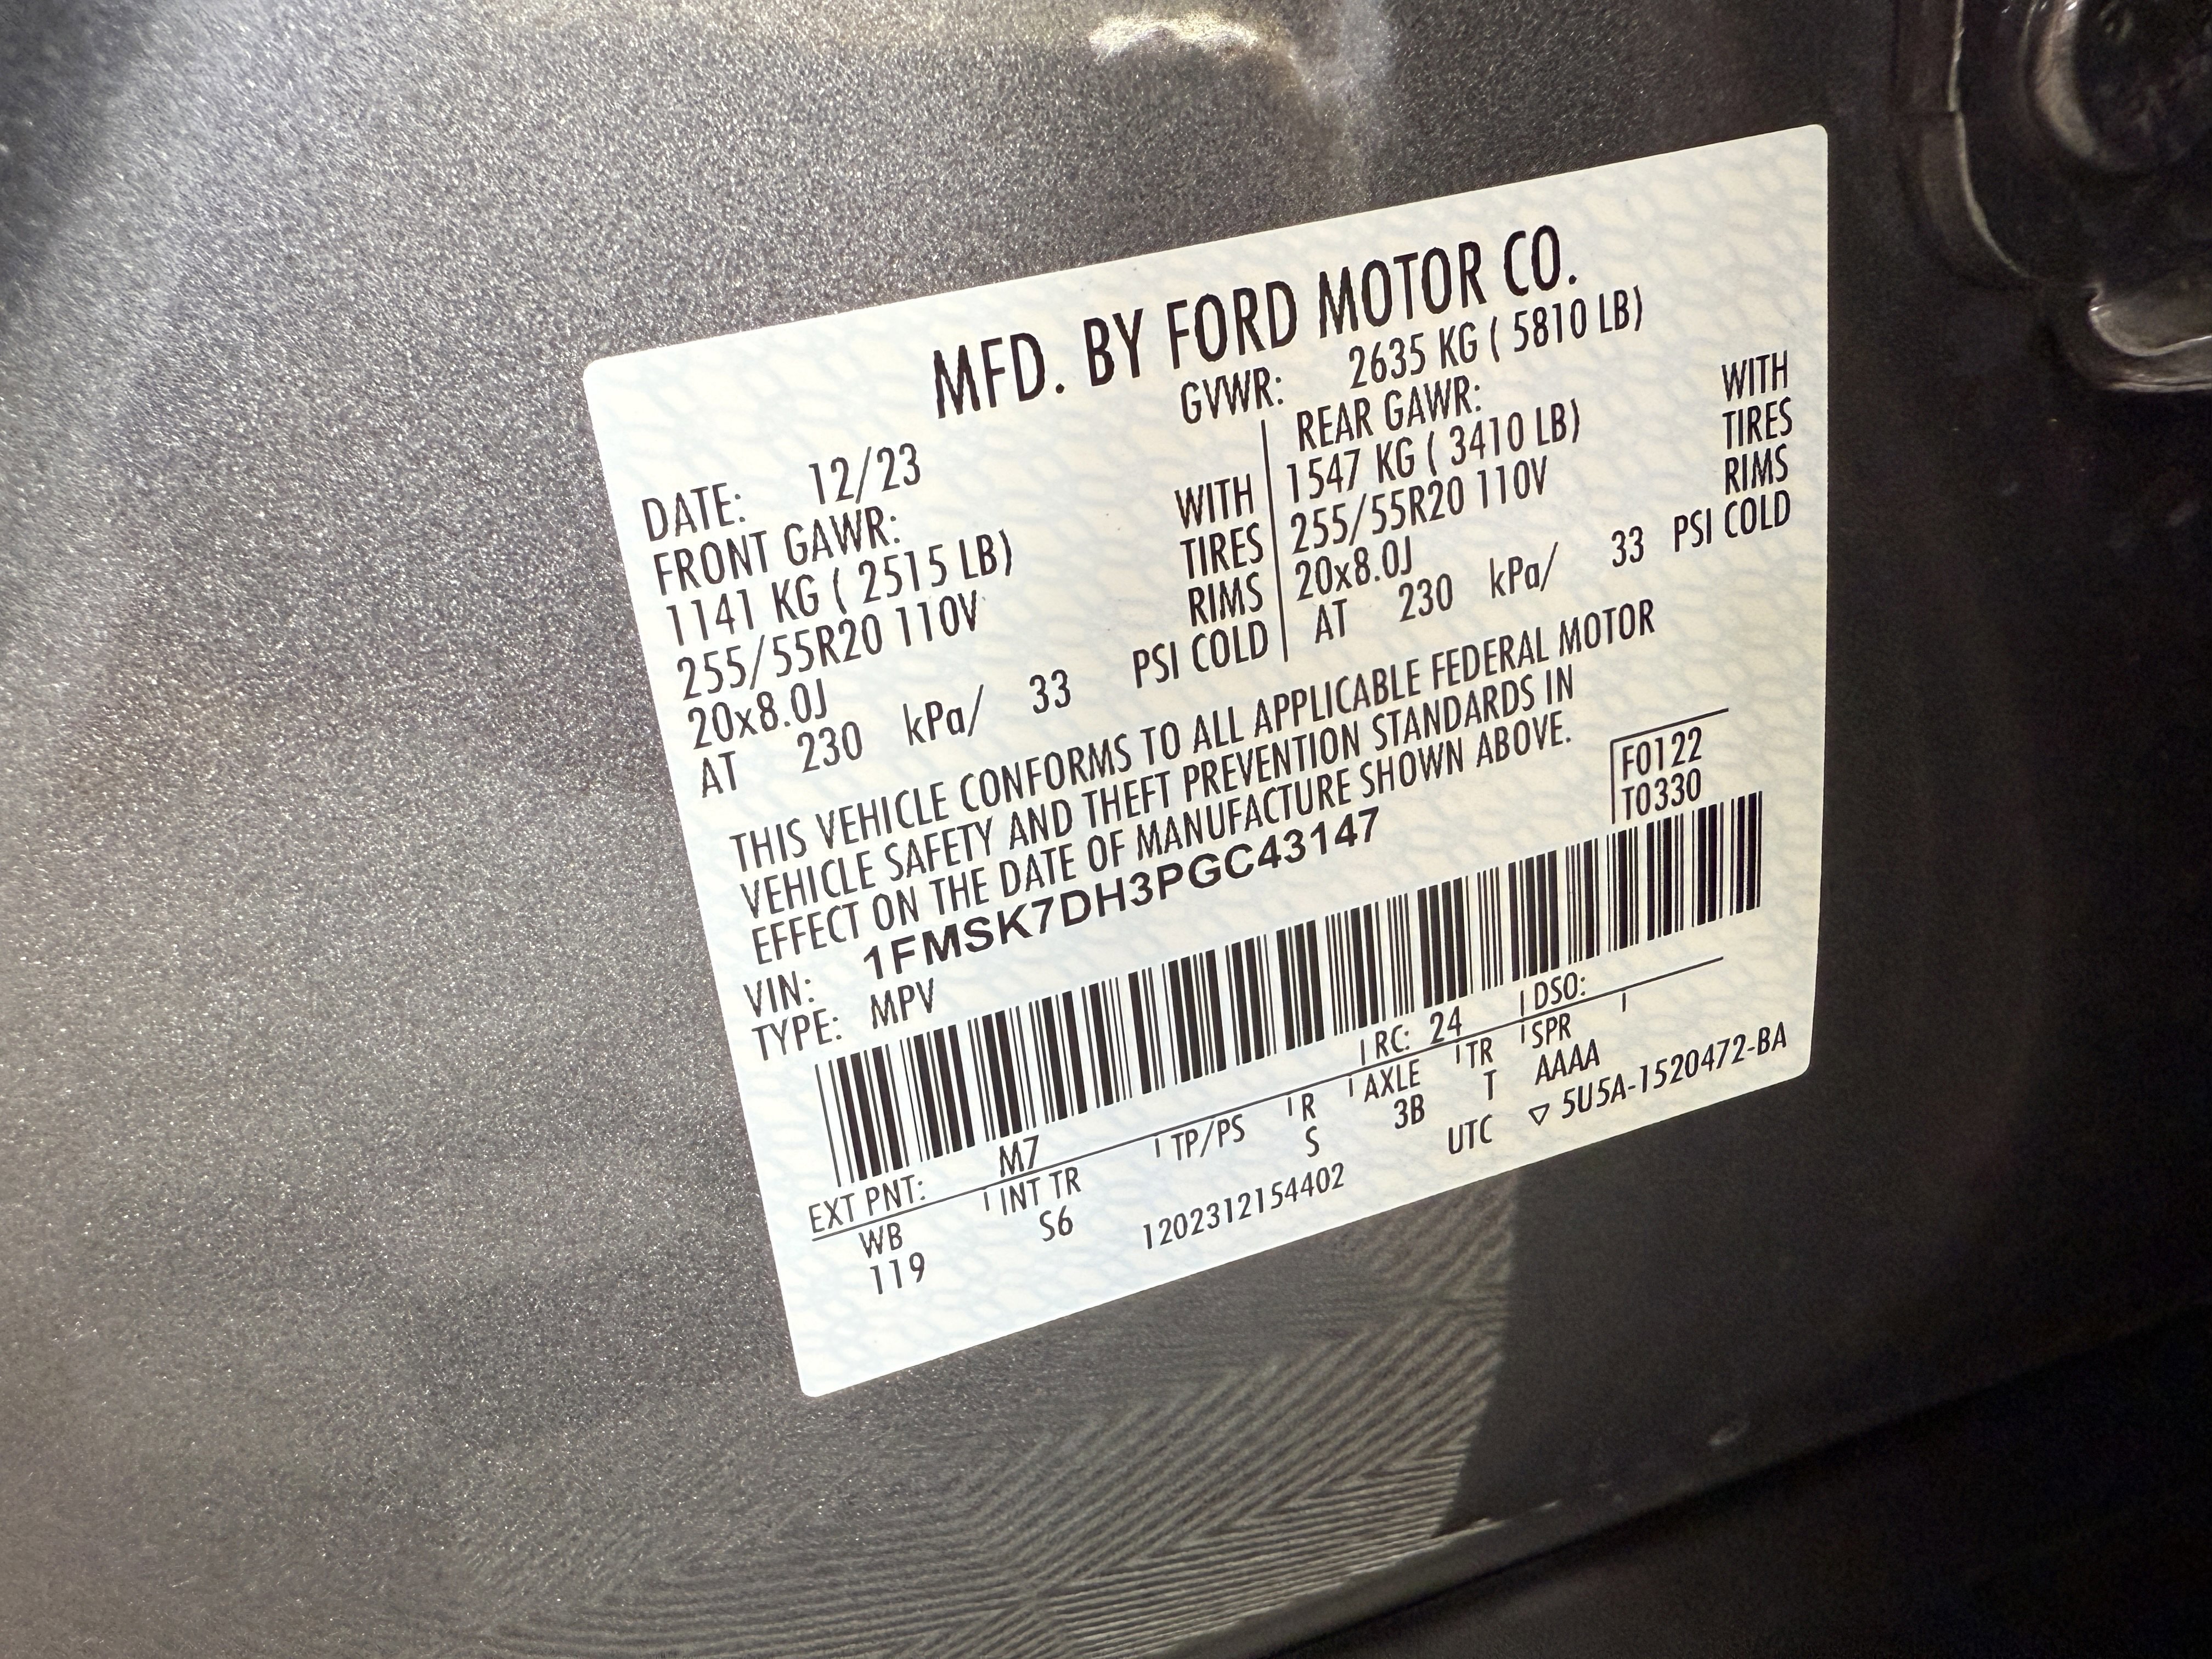 MFD. BY FORD MOTOR CO.
DATE: 12/23 GVWR: 2635 KG ( 5810 LB)
FRONT GAWR: REAR GAWR:
1141 KG ( 2515 LB) WITH 1547 KG ( 3410 LB) WITH
255/55R20 110V TIRES 255/55R20 110V TIRES
20x8.0J RIMS 20x8.0J RIMS
AT 230 kPa/ 33 PSI COLD AT 230 kPa/ 33 PSI COLD
THIS VEHICLE CONFORMS TO ALL APPLICABLE FEDERAL MOTOR
VEHICLE SAFETY AND THEFT PREVENTION STANDARDS IN
EFFECT ON THE DATE OF MANUFACTURE SHOWN ABOVE.
VIN: 1FMSK7DH3PGC43147 F0122
TYPE: MPV T0330
EXT PNT: M7 RC: 24 DSO:
WB INT TR TP/PS R AXLE TR SPR
119 S6 S 3B T AAAA
1202312154402 UTC ▽ 5U5A-1520472-BA